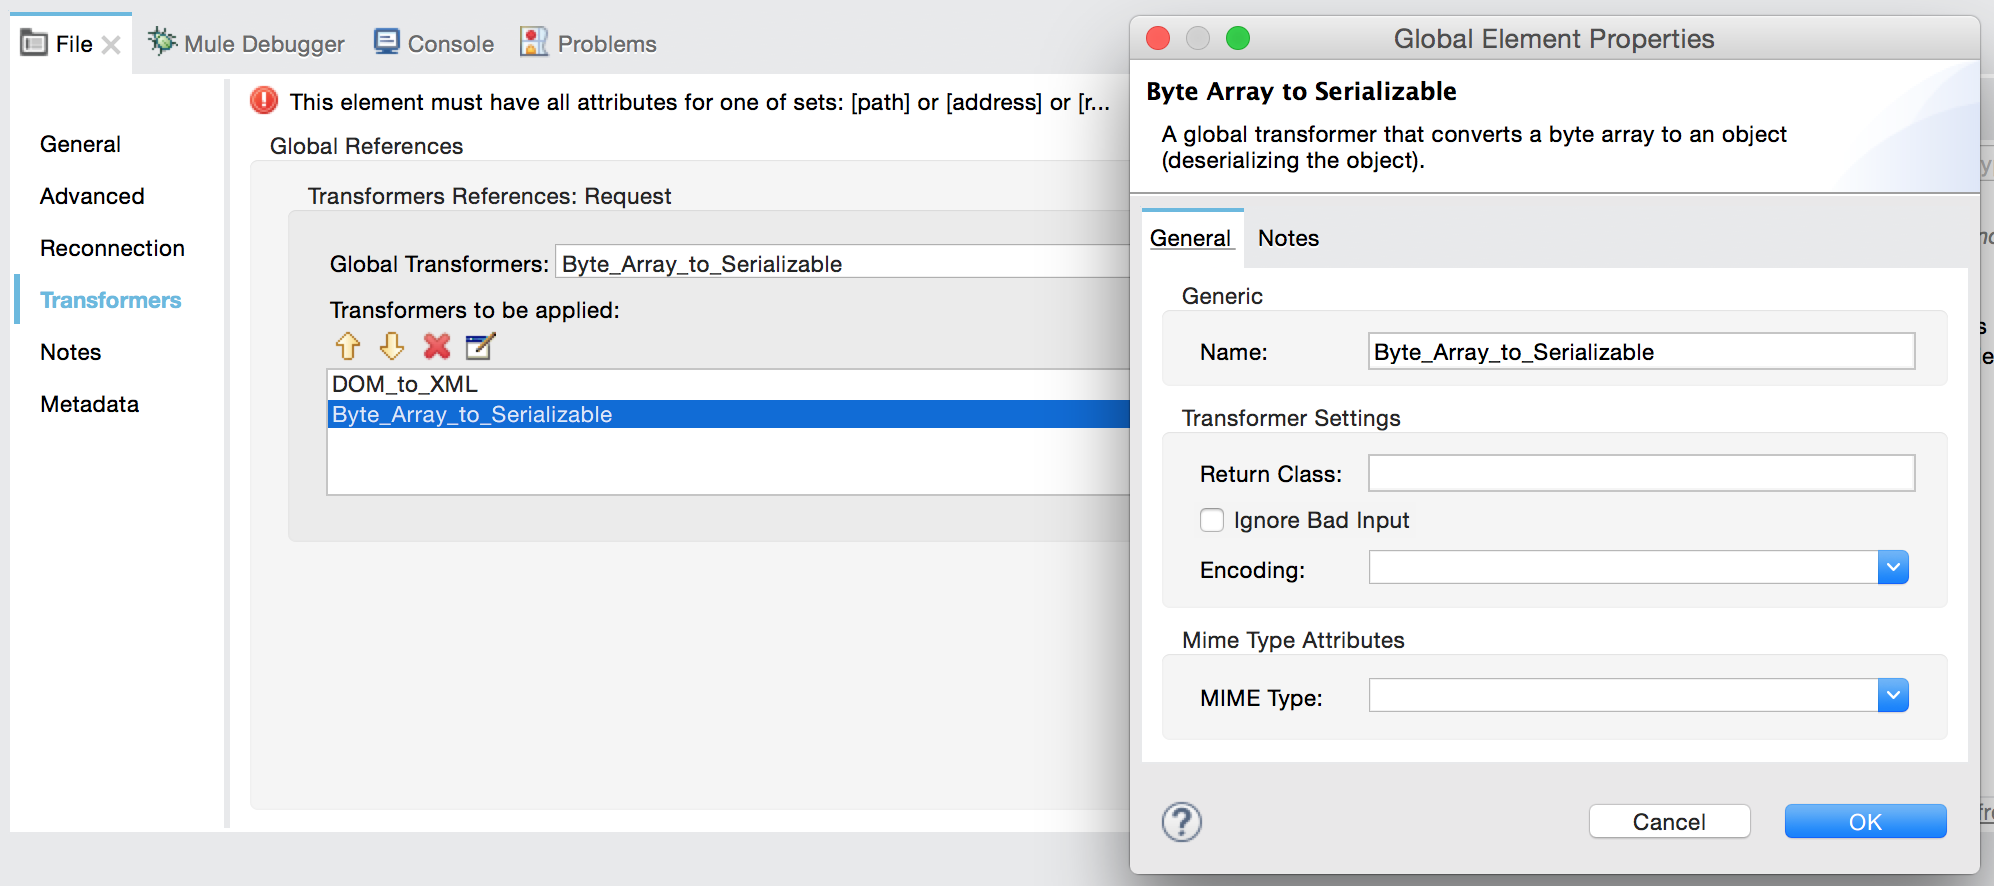 File
Mule Debugger
Console
Problems
General
Advanced
Reconnection
Transformers
Notes
Metadata
This element must have all attributes for one of sets: [path] or [address] or [r...
Global References
Transformers References: Request
Global Transformers: Byte_Array_to_Serializable
Transformers to be applied:
DOM_to_XML
Byte_Array_to_Serializable
Global Element Properties
Byte Array to Serializable
A global transformer that converts a byte array to an object
(deserializing the object).
General
Notes
Generic
Name: Byte_Array_to_Serializable
Transformer Settings
Return Class:
Ignore Bad Input
Encoding:
Mime Type Attributes
MIME Type:
?
Cancel
OK